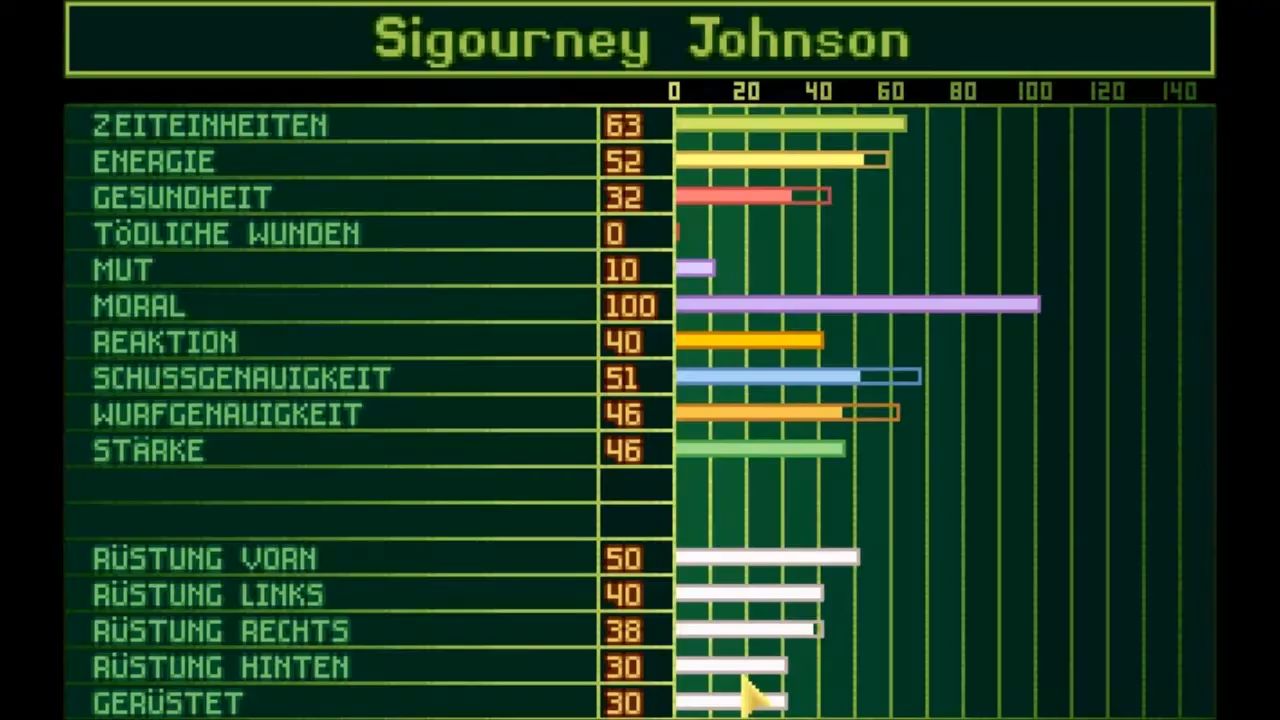 Sigourney Johnson
0 20 40 60 80 100 120 140
ZEITEINHEITEN 63
ENERGIE 52
GESUNDHEIT 32
TÖDLICHE WUNDEN 0
MUT 10
MORAL 100
REAKTION 40
SCHUSSGENAUIGKEIT 51
WURFGENAUIGKEIT 46
STÄRKE 46
RÜSTUNG VORN 50
RÜSTUNG LINKS 40
RÜSTUNG RECHTS 38
RÜSTUNG HINTEN 30
GERÜSTET 30